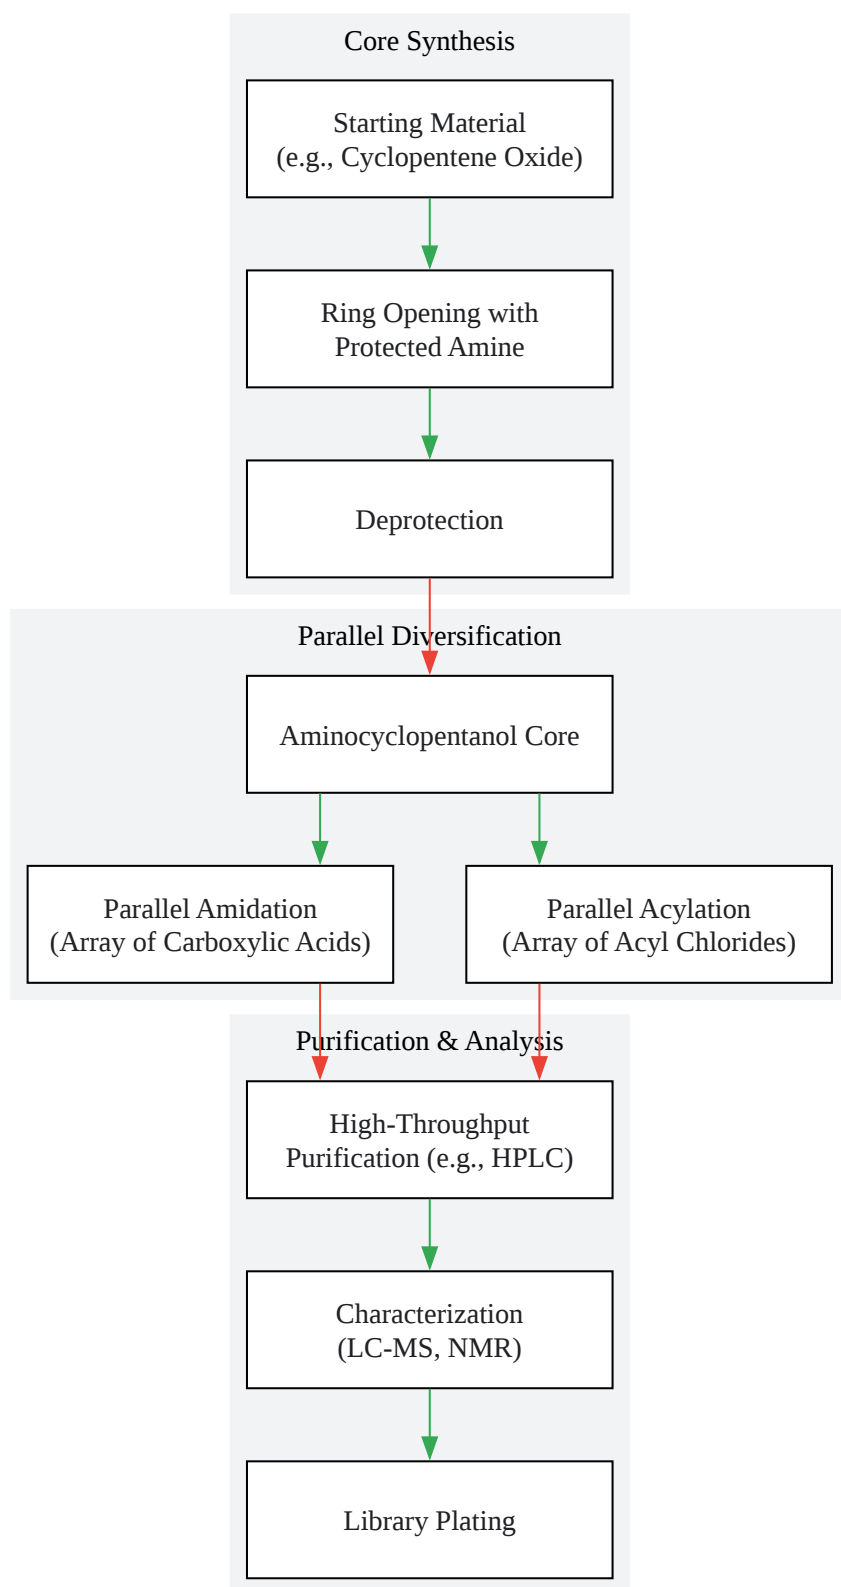 Core Synthesis
Starting Material
(e.g., Cyclopentene Oxide)
Ring Opening with
Protected Amine
Deprotection
Parallel Diversification
Aminocyclopentanol Core
Parallel Amidation
(Array of Carboxylic Acids)
Parallel Acylation
(Array of Acyl Chlorides)
Purification & Analysis
High-Throughput
Purification (e.g., HPLC)
Characterization
(LC-MS, NMR)
Library Plating